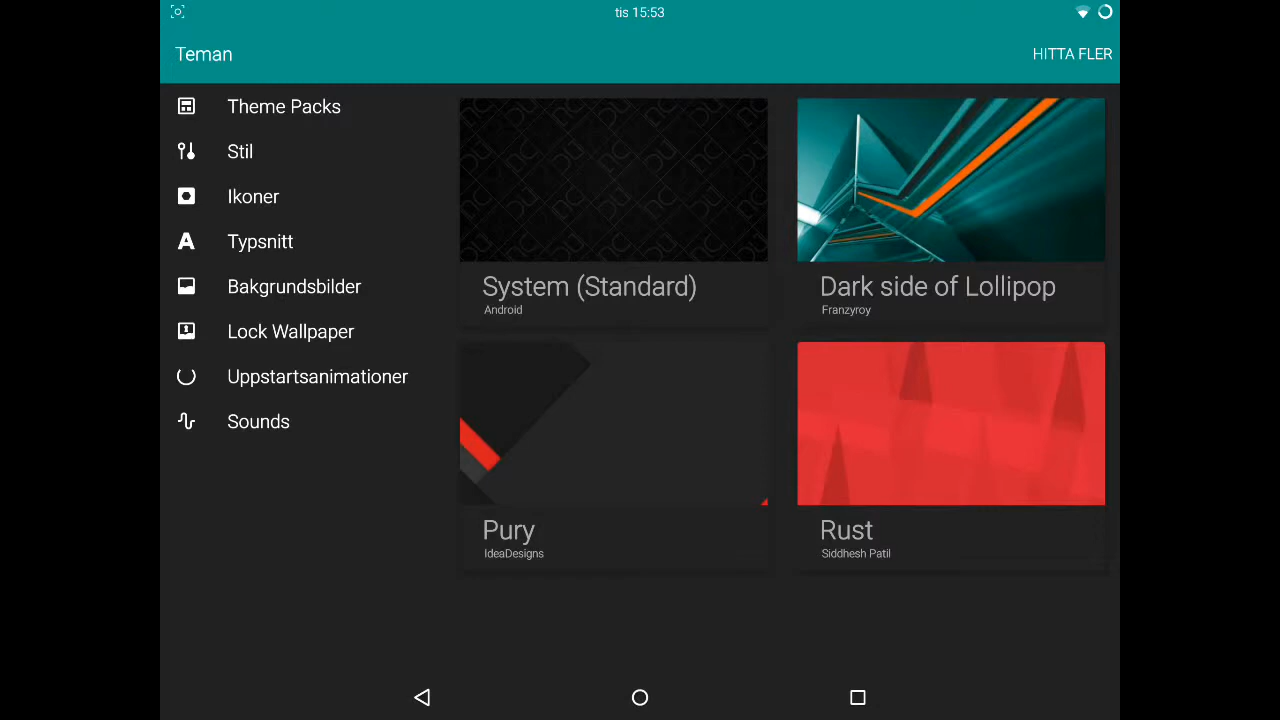 tis 15:53
Teman
HITTA FLER
Theme Packs
Stil
Ikoner
Typsnitt
Bakgrundsbilder
Lock Wallpaper
Uppstartsanimationer
Sounds
System (Standard)
Android
Dark side of Lollipop
Franzyroy
Pury
IdeaDesigns
Rust
Siddhesh Patil